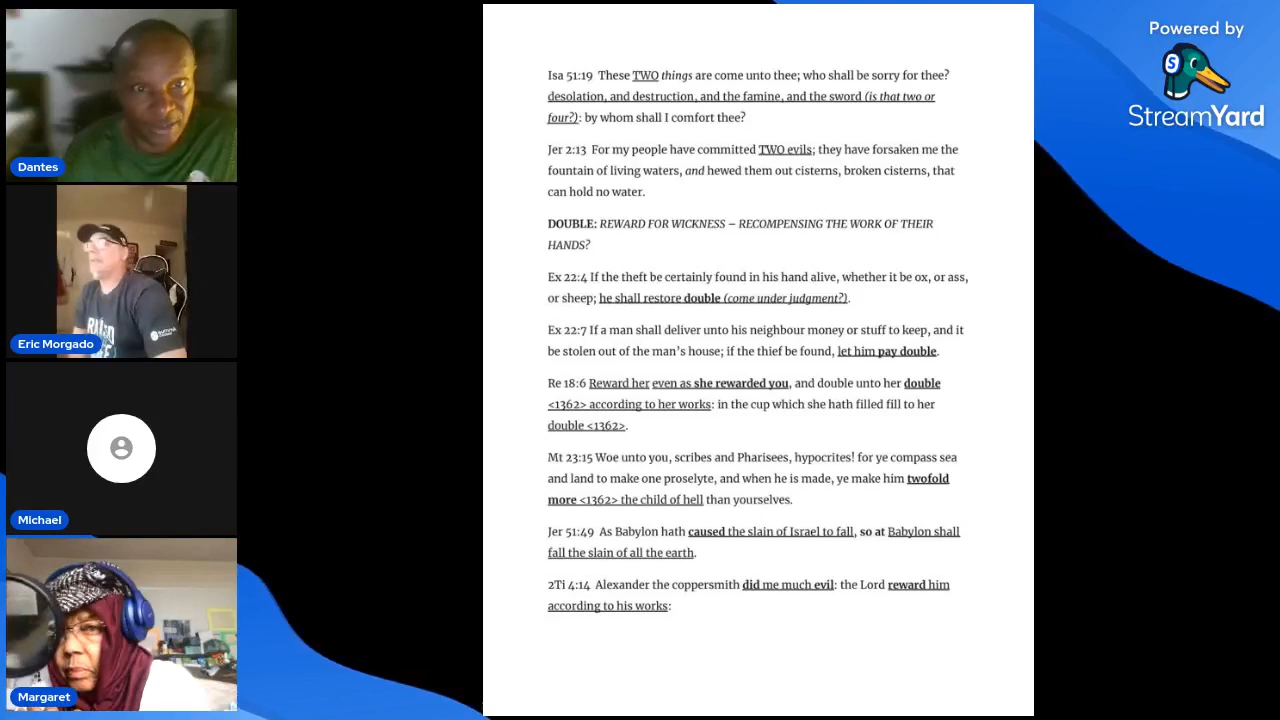 Dantes
Eric Morgado
Michael
Margaret
Isa 51:19 These TWO things are come unto thee; who shall be sorry for thee?
desolation, and destruction, and the famine, and the sword (is that two or
four?): by whom shall I comfort thee?
Jer 2:13 For my people have committed TWO evils; they have forsaken me the
fountain of living waters, and hewed them out cisterns, broken cisterns, that
can hold no water.
DOUBLE: REWARD FOR WICKNESS – RECOMPENSING THE WORK OF THEIR
HANDS?
Ex 22:4 If the theft be certainly found in his hand alive, whether it be ox, or ass,
or sheep; he shall restore double (come under judgment?).
Ex 22:7 If a man shall deliver unto his neighbour money or stuff to keep, and it
be stolen out of the man's house; if the thief be found, let him pay double.
Re 18:6 Reward her even as she rewarded you, and double unto her double
<1362> according to her works: in the cup which she hath filled fill to her
double <1362>.
Mt 23:15 Woe unto you, scribes and Pharisees, hypocrites! for ye compass sea
and land to make one proselyte, and when he is made, ye make him twofold
more <1362> the child of hell than yourselves.
Jer 51:49 As Babylon hath caused the slain of Israel to fall, so at Babylon shall
fall the slain of all the earth.
2Ti 4:14 Alexander the coppersmith did me much evil: the Lord reward him
according to his works:
Powered by
S
StreamYard